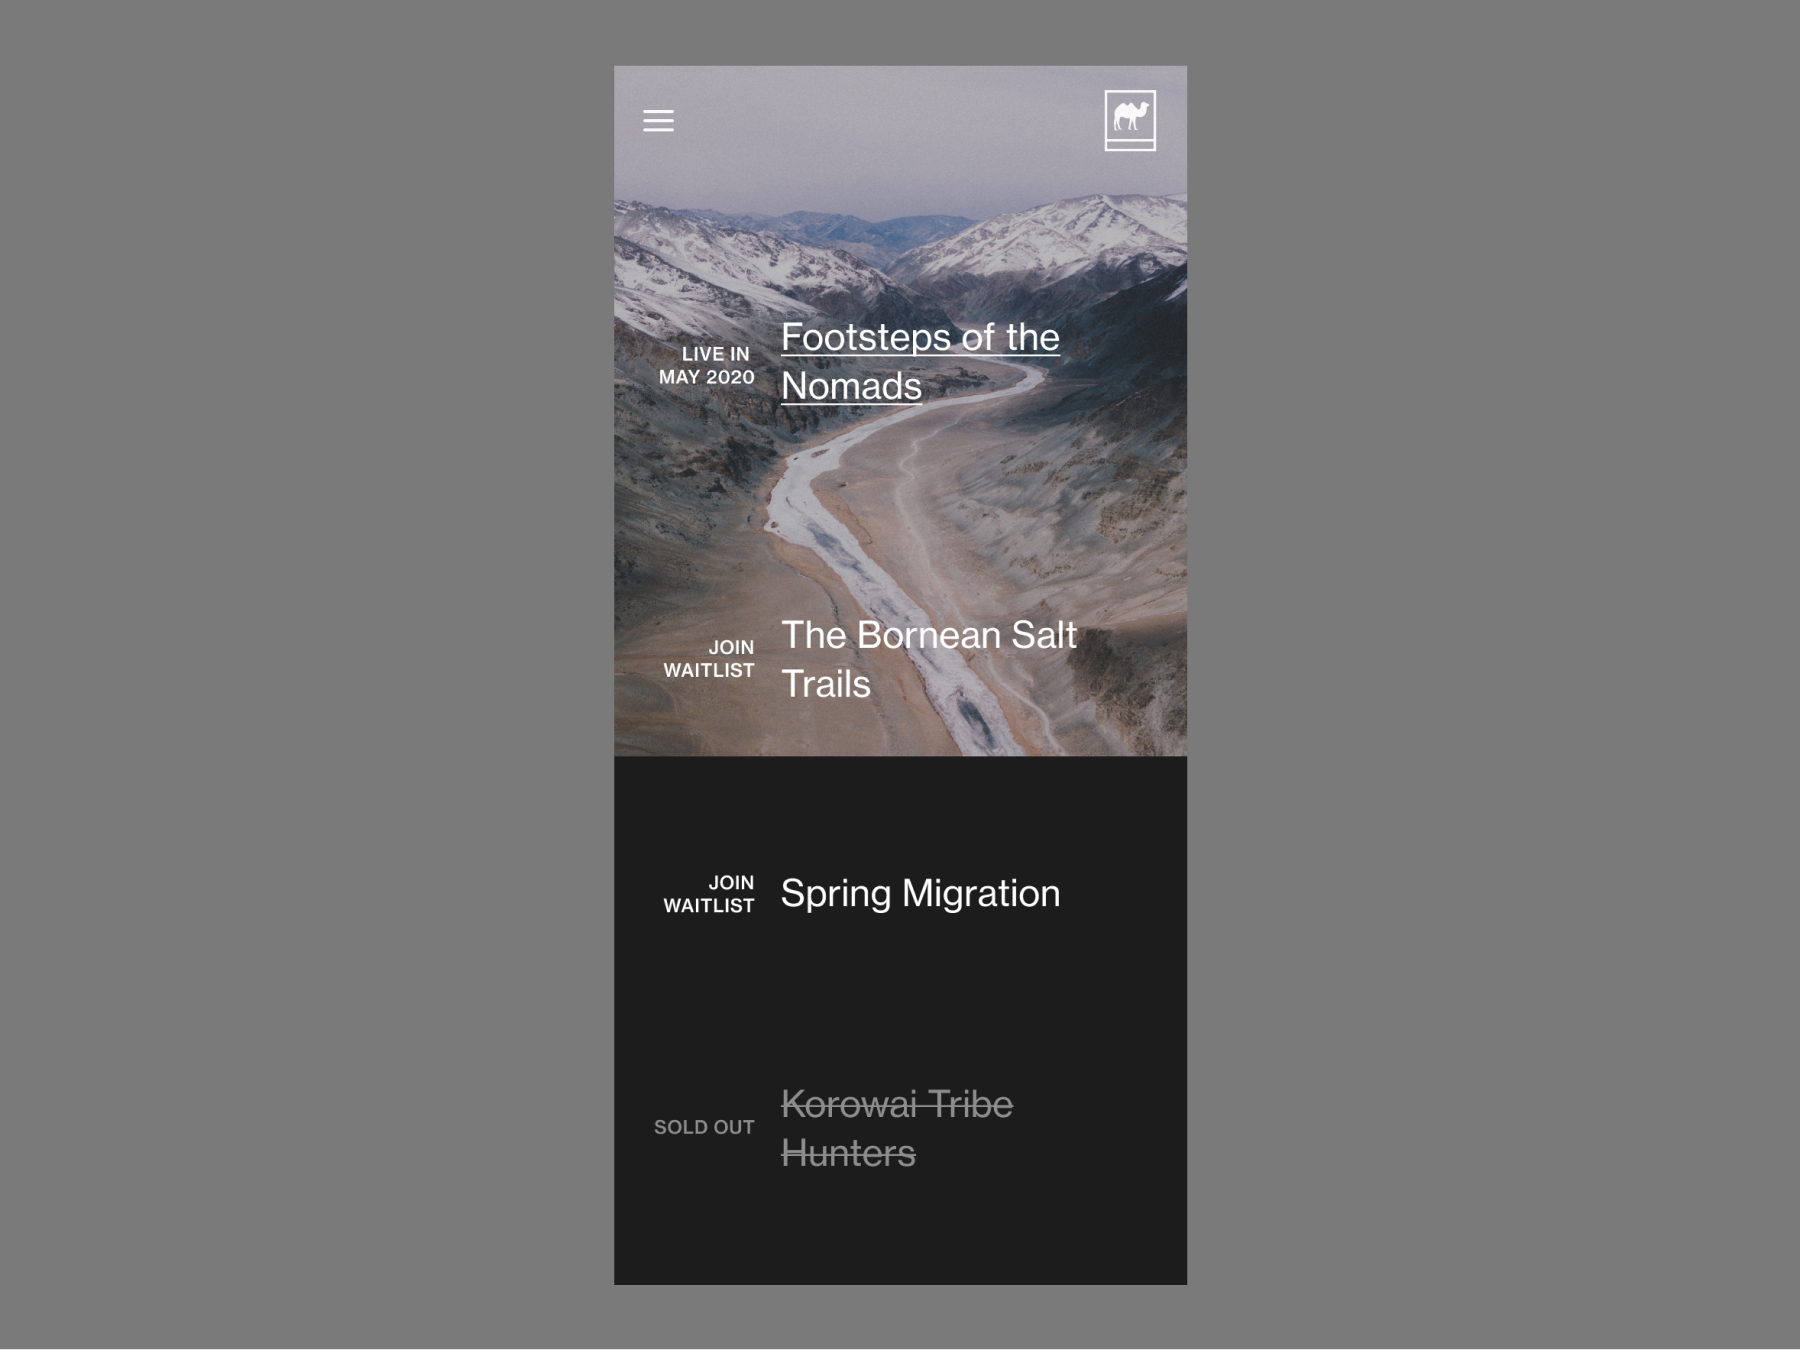 LIVE IN
MAY 2020
Footsteps of the
Nomads
JOIN
WAITLIST
The Bornean Salt
Trails
JOIN
WAITLIST
Spring Migration
SOLD OUT
Korowai Tribe
Hunters